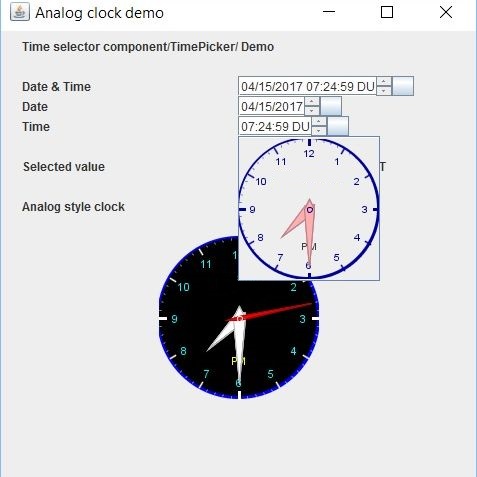 Analog clock demo
Time selector component/TimePicker/ Demo
Date & Time 04/15/2017 07:24:59 DU
Date 04/15/2017
Time 07:24:59 DU
Selected value T
Analog style clock
12
11 1
10 2
9 3
8 4
PM
7 5
6
11
10 2
9 3
8 4
PM
7 5
6